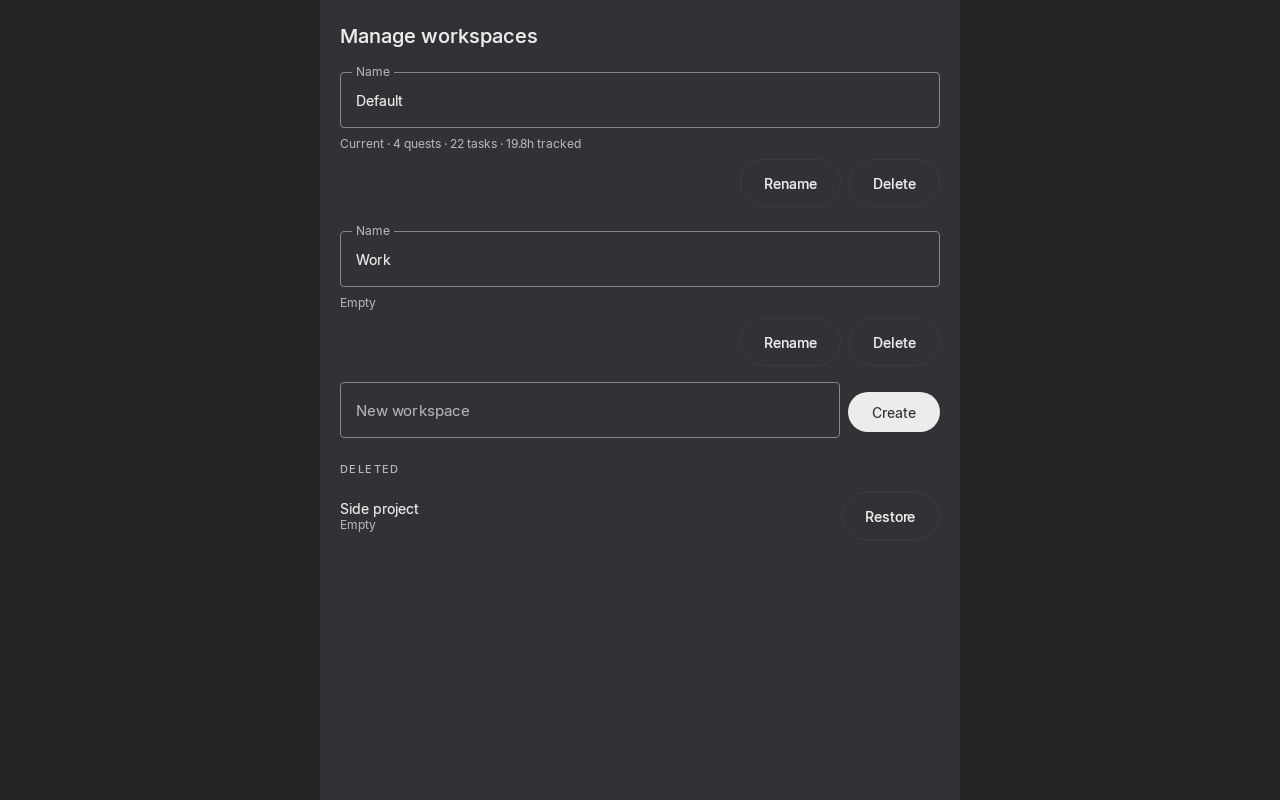 Manage workspaces
Name
Default
Current · 4 quests · 22 tasks · 19.8h tracked
Rename
Delete
Name
Work
Empty
Rename
Delete
New workspace
Create
DELETED
Side project
Empty
Restore